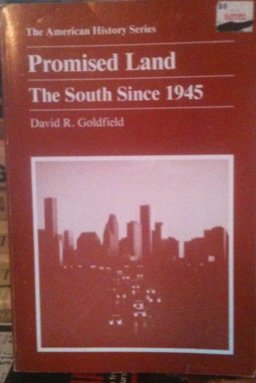 The American History Series
Promised Land
The South Since 1945
David R. Goldfield